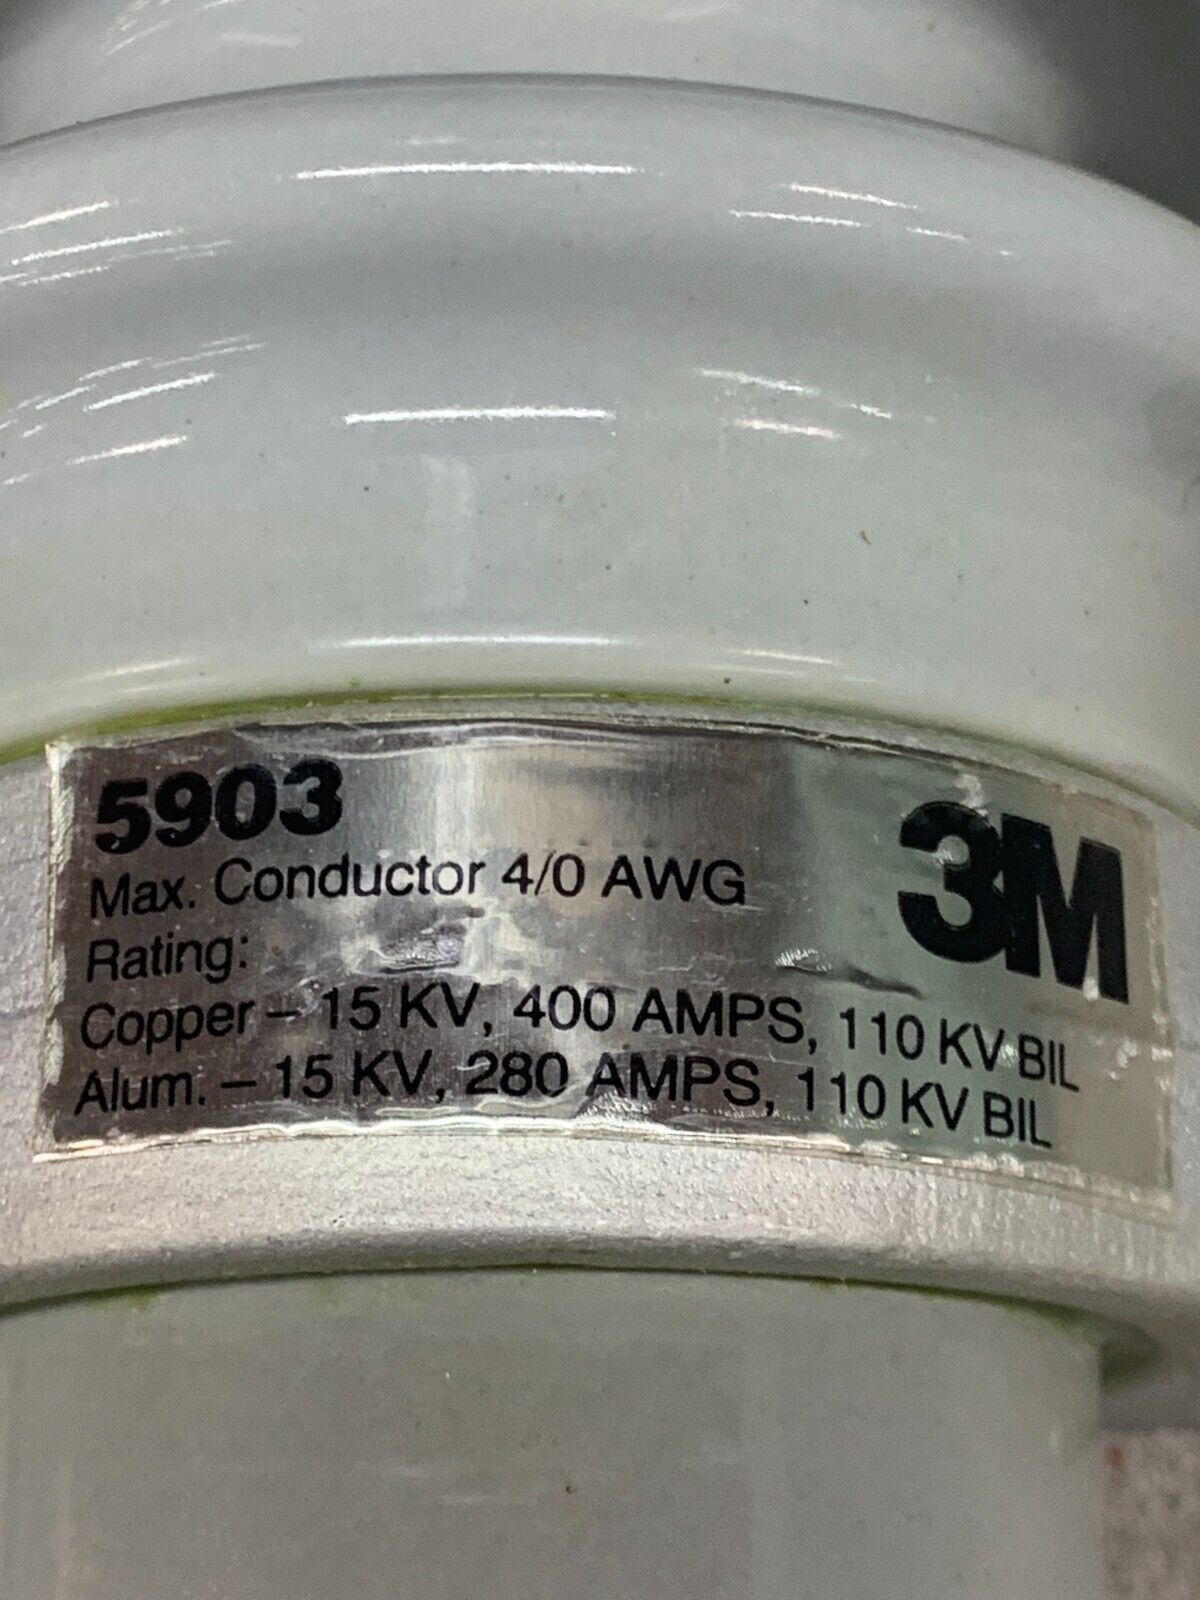 5903
3M
Max. Conductor 4/0 AWG
Rating:
Copper – 15 KV, 400 AMPS, 110 KV BIL
Alum. – 15 KV, 280 AMPS, 110 KV BIL